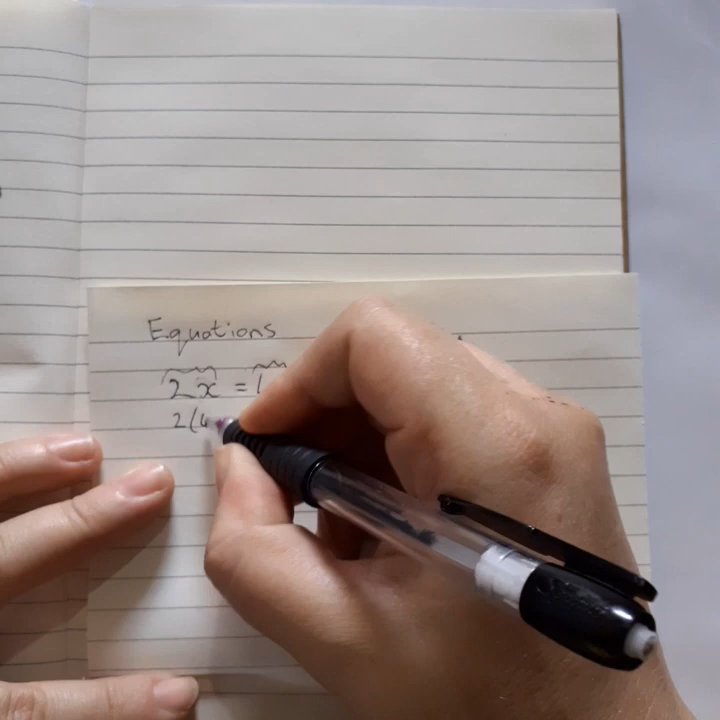 Equations
2x = 1
2(4